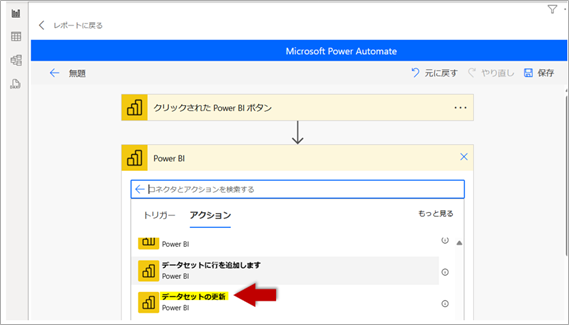 レポートに戻る
Microsoft Power Automate
無題
元に戻す
やり直し
保存
クリックされた Power BI ボタン
Power BI
コネクタとアクションを検索する
トリガー
アクション
もっと見る
Power BI
データセットに行を追加します
Power BI
データセットの更新
Power BI